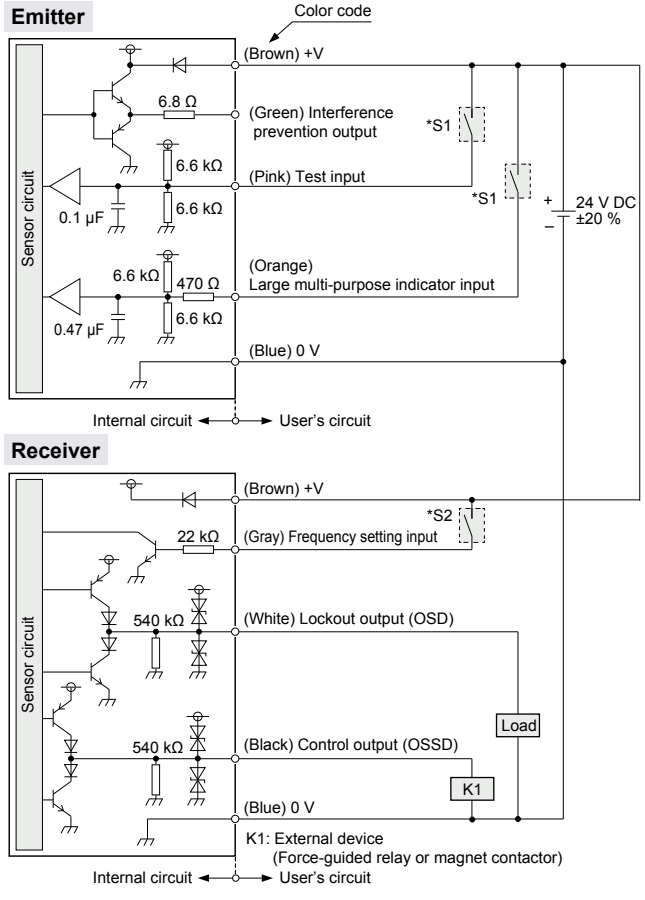 Emitter
Color code
(Brown) +V
6.8 Ω
(Green) Interference
prevention output
*S1
6.6 kΩ
(Pink) Test input
*S1
Sensor circuit
0.1 µF
6.6 kΩ
+
24 V DC
±20 %
–
(Orange)
6.6 kΩ
470 Ω
Large multi-purpose indicator input
0.47 µF
6.6 kΩ
(Blue) 0 V
Internal circuit
User's circuit
Receiver
(Brown) +V
*S2
22 kΩ
(Gray) Frequency setting input
540 kΩ
(White) Lockout output (OSD)
Sensor circuit
Load
540 kΩ
(Black) Control output (OSSD)
K1
(Blue) 0 V
K1: External device
(Force-guided relay or magnet contactor)
Internal circuit
User's circuit